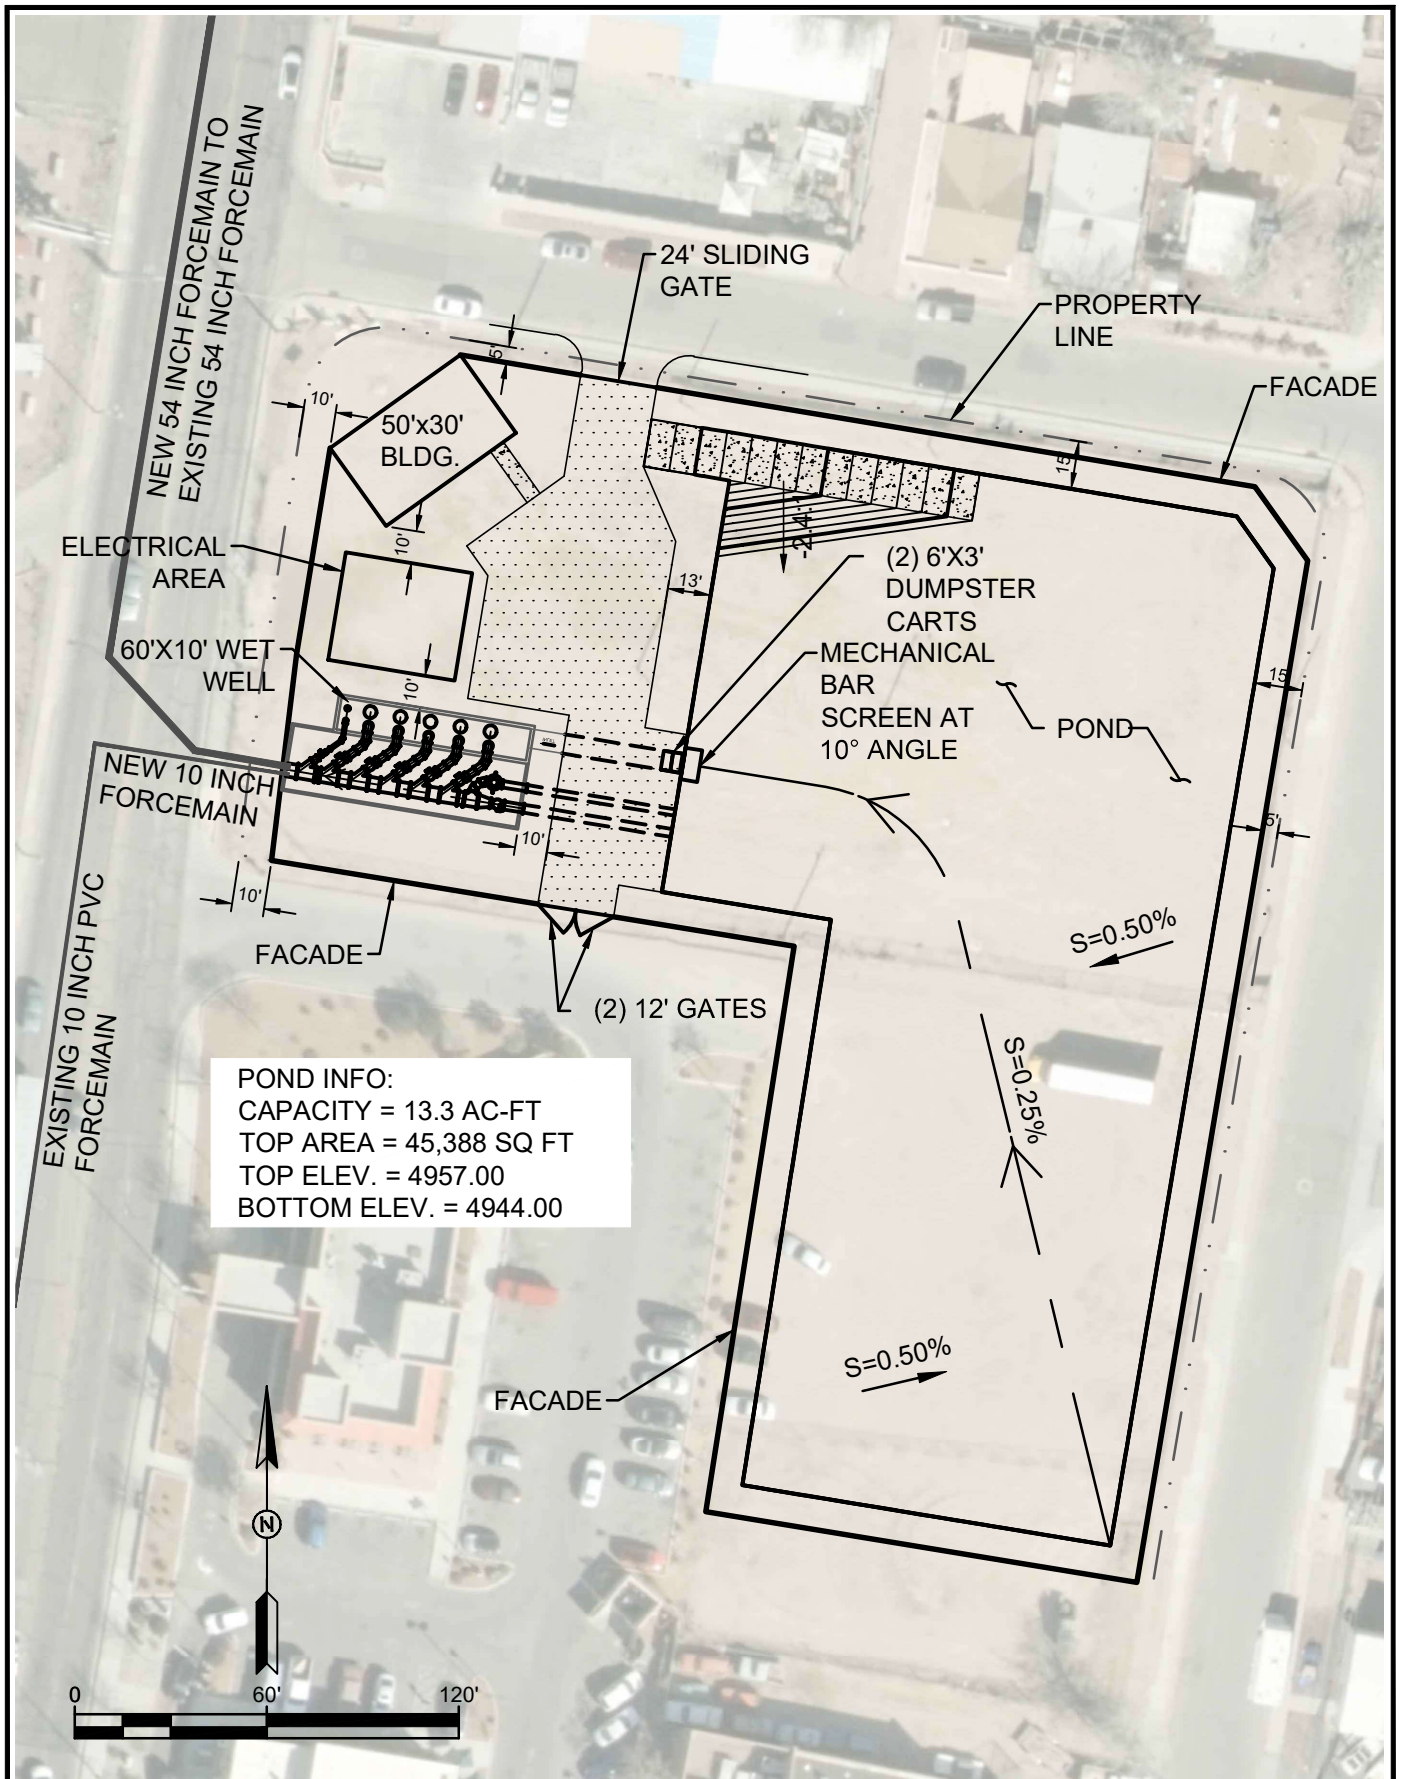 NEW 54 INCH FORCEMAIN TO
EXISTING 54 INCH FORCEMAIN
24' SLIDING
GATE
PROPERTY
LINE
FACADE
5'
10'
50'x30'
BLDG.
15'
10'
ELECTRICAL
AREA
13'
(2) 6'X3'
DUMPSTER
CARTS
60'X10' WET
WELL
10'
MECHANICAL
BAR
SCREEN AT
10° ANGLE
15'
POND
NEW 10 INCH
FORCEMAIN
10'
5'
10'
FACADE
(2) 12' GATES
S=0.50%
EXISTING 10 INCH PVC
FORCEMAIN
S=0.25%
POND INFO:
CAPACITY = 13.3 AC-FT
TOP AREA = 45,388 SQ FT
TOP ELEV. = 4957.00
BOTTOM ELEV. = 4944.00
S=0.50%
FACADE
N
0 60' 120'